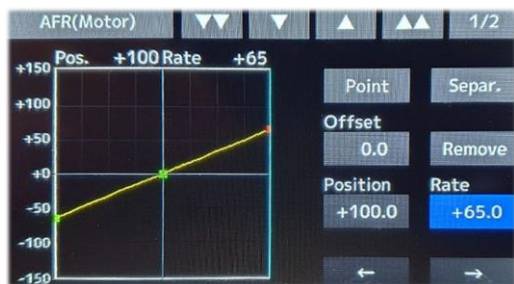 AFR(Motor) ▼▼ ▼ ▲ ▲▲ 1/2
Pos. +100 Rate +65
+150
+100
+50
+0
-50
-100
-150
Point Separ.
Offset
0.0 Remove
Position Rate
+100.0 +65.0
← →